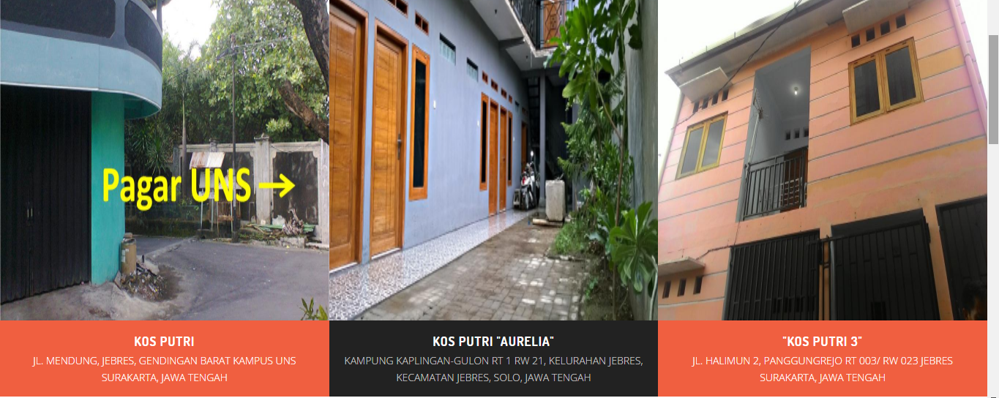 Pagar UNS →
KOS PUTRI
JL. MENDUNG, JEBRES, GENDINGAN BARAT KAMPUS UNS
SURAKARTA, JAWA TENGAH
KOS PUTRI "AURELIA"
KAMPUNG KAPLINGAN-GULON RT 1 RW 21, KELURAHAN JEBRES,
KECAMATAN JEBRES, SOLO, JAWA TENGAH
"KOS PUTRI 3"
JL. HALIMUN 2, PANGGUNGREJO RT 003/ RW 023 JEBRES
SURAKARTA, JAWA TENGAH